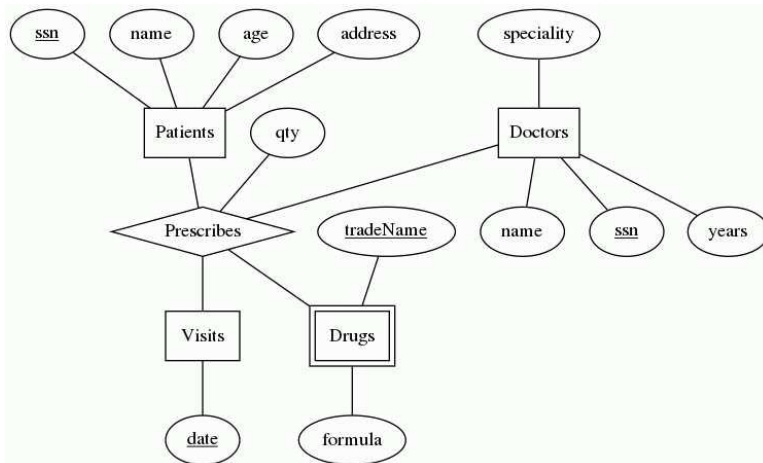 ssn
name
age
address
speciality
Patients
qty
Doctors
Prescribes
tradeName
name
ssn
years
Visits
Drugs
date
formula